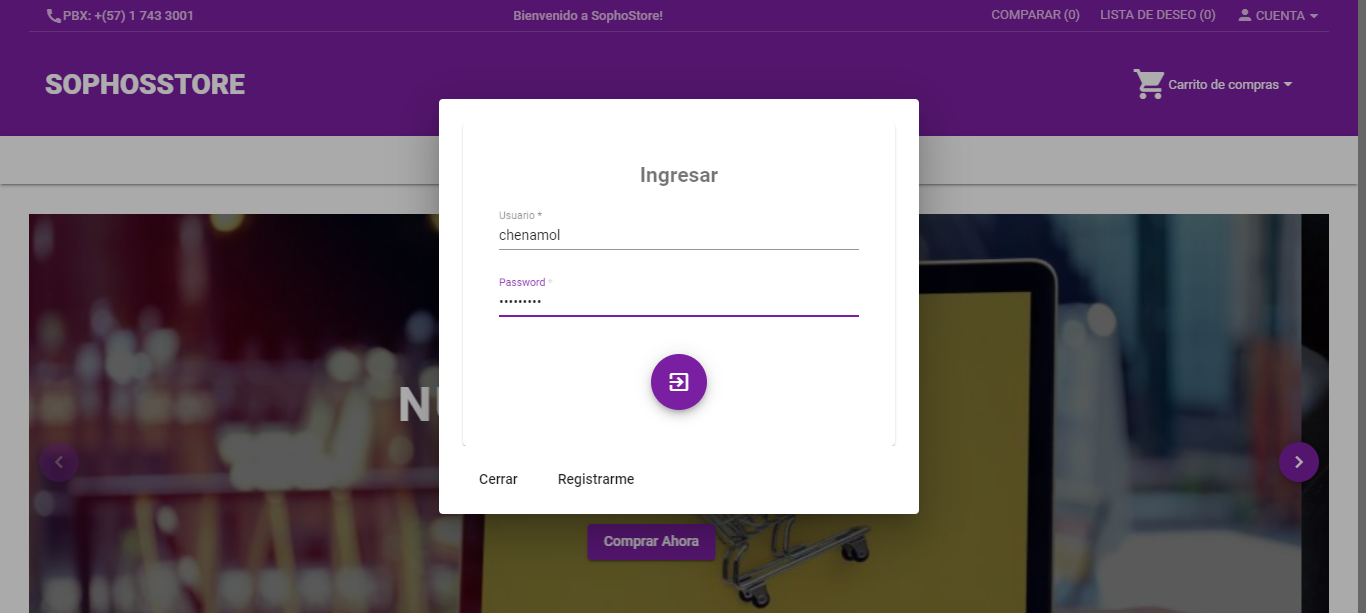 PBX: +(57) 1 743 3001
Bienvenido a SophoStore!
COMPARAR (0)
LISTA DE DESEO (0)
CUENTA
SOPHOSSTORE
Carrito de compras
Ingresar
Usuario *
chenamol
Password *
•••••••••
Cerrar
Registrarme
Comprar Ahora